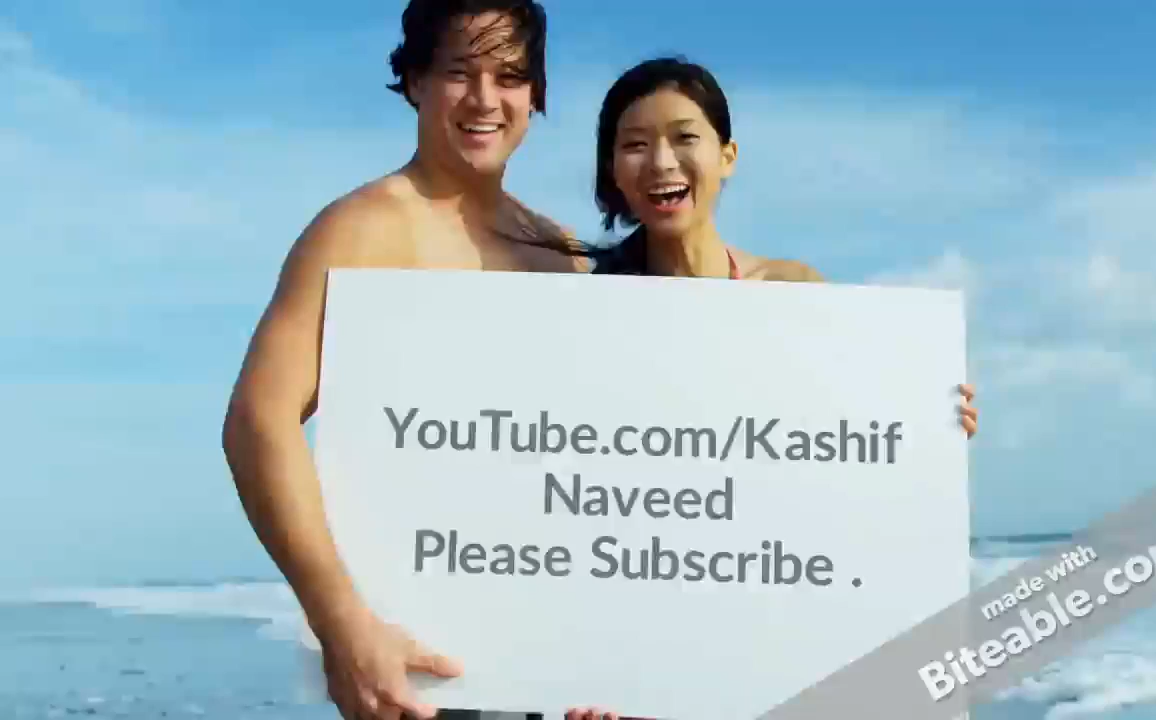 YouTube.com/Kashif
Naveed
Please Subscribe .
made with
Biteable.co